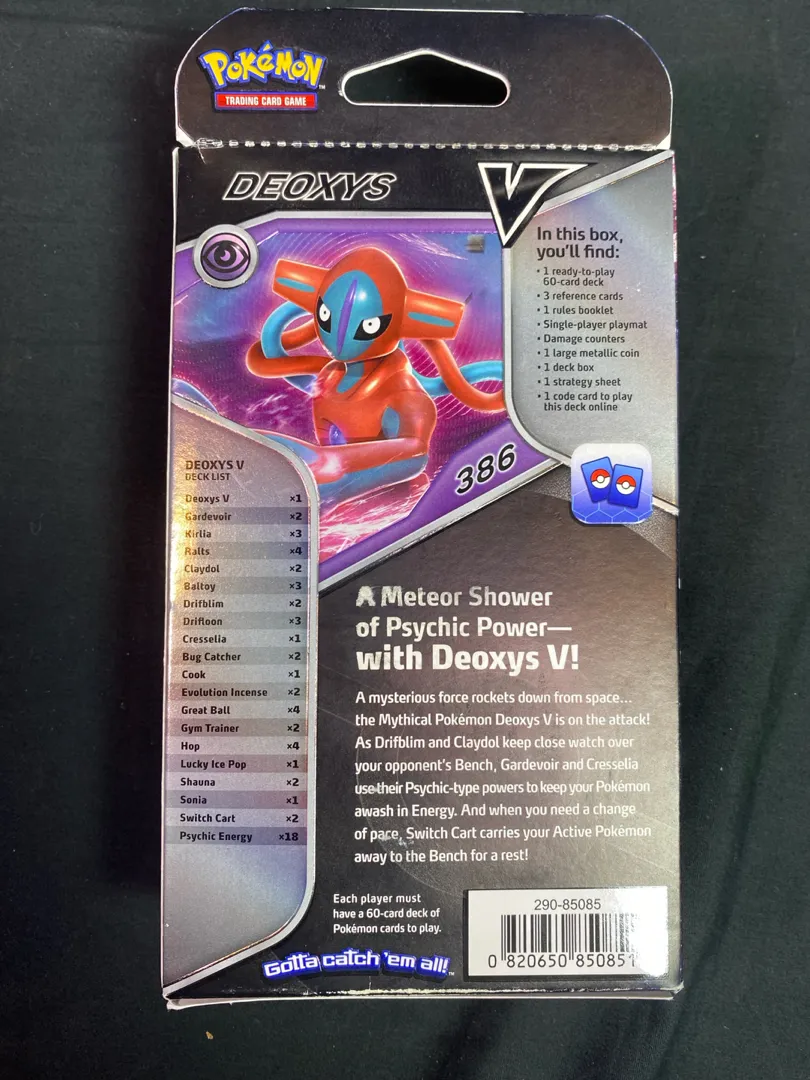 POKéMON
TRADING CARD GAME
DEOXYS
V
In this box,
you'll find:
• 1 ready-to-play
60-card deck
• 3 reference cards
• 1 rules booklet
• Single-player playmat
• Damage counters
• 1 large metallic coin
• 1 deck box
• 1 strategy sheet
• 1 code card to play
this deck online
386
DEOXYS V
DECK LIST
Deoxys V ×1
Gardevoir ×2
Kirlia ×3
Ralts ×4
Claydol ×2
Baltoy ×3
Drifblim ×2
Drifloon ×3
Cresselia ×1
Bug Catcher ×2
Cook ×1
Evolution Incense ×2
Great Ball ×4
Gym Trainer ×2
Hop ×4
Lucky Ice Pop ×1
Shauna ×2
Sonia ×1
Switch Cart ×2
Psychic Energy ×18
A Meteor Shower
of Psychic Power—
with Deoxys V!
A mysterious force rockets down from space...
the Mythical Pokémon Deoxys V is on the attack!
As Drifblim and Claydol keep close watch over
your opponent's Bench, Gardevoir and Cresselia
use their Psychic-type powers to keep your Pokémon
awash in Energy. And when you need a change
of pace, Switch Cart carries your Active Pokémon
away to the Bench for a rest!
Each player must
have a 60-card deck of
Pokémon cards to play.
Gotta catch 'em all!™
290-85085
0 820650 85085 1